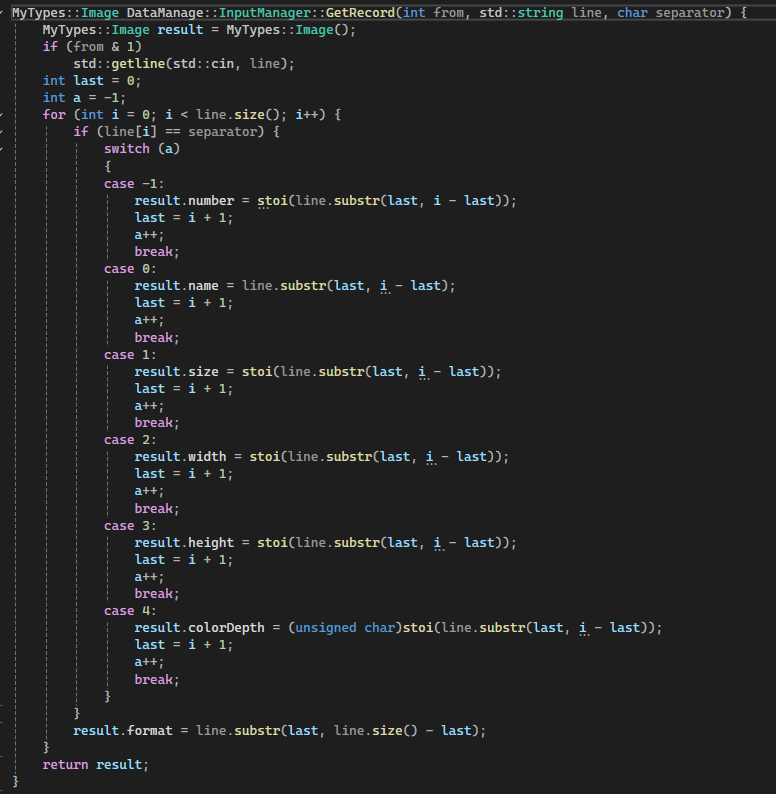 MyTypes::Image DataManage::InputManager::GetRecord(int from, std::string line, char separator) {
    MyTypes::Image result = MyTypes::Image();
    if (from & 1)
        std::getline(std::cin, line);
    int last = 0;
    int a = -1;
    for (int i = 0; i < line.size(); i++) {
        if (line[i] == separator) {
            switch (a)
            {
            case -1:
                result.number = stoi(line.substr(last, i - last));
                last = i + 1;
                a++;
                break;
            case 0:
                result.name = line.substr(last, i - last);
                last = i + 1;
                a++;
                break;
            case 1:
                result.size = stoi(line.substr(last, i - last));
                last = i + 1;
                a++;
                break;
            case 2:
                result.width = stoi(line.substr(last, i - last));
                last = i + 1;
                a++;
                break;
            case 3:
                result.height = stoi(line.substr(last, i - last));
                last = i + 1;
                a++;
                break;
            case 4:
                result.colorDepth = (unsigned char)stoi(line.substr(last, i - last));
                last = i + 1;
                a++;
                break;
            }
        }
        result.format = line.substr(last, line.size() - last);
    }
    return result;
}